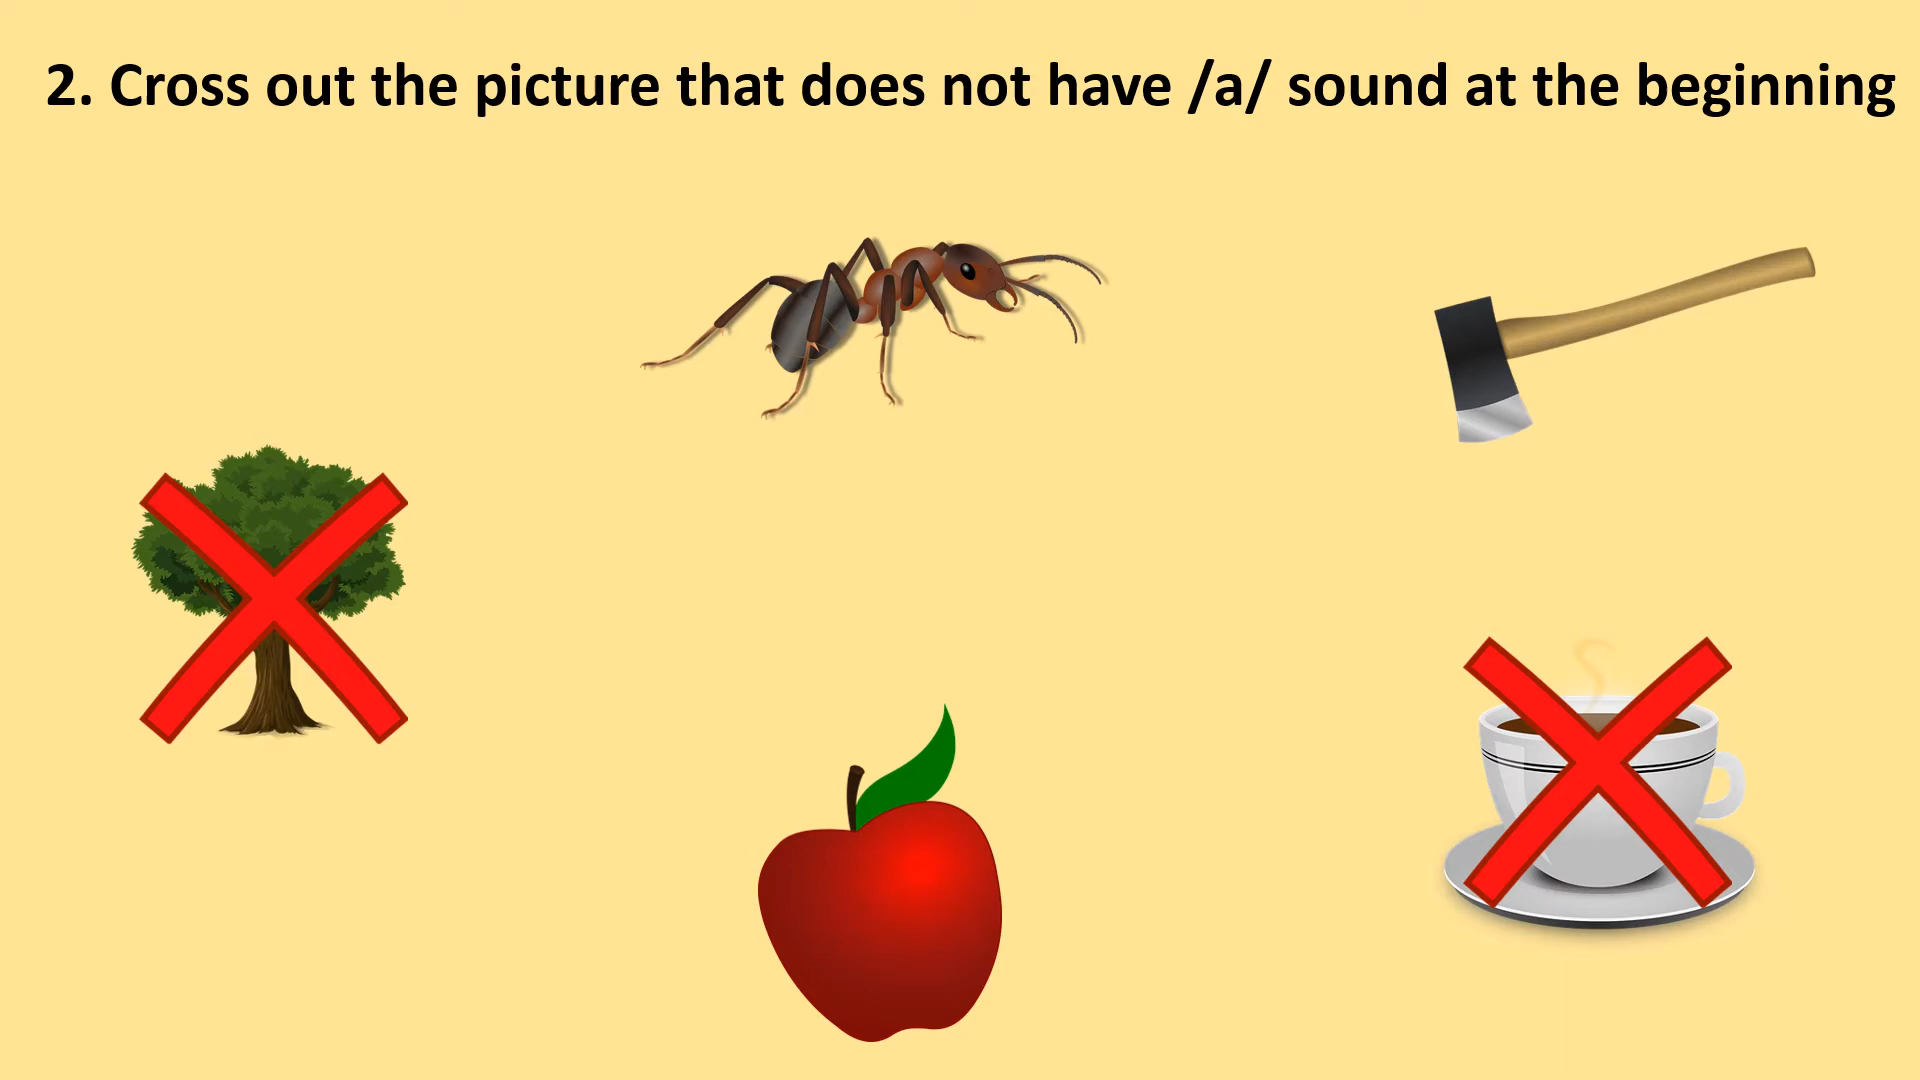 2. Cross out the picture that does not have /a/ sound at the beginning